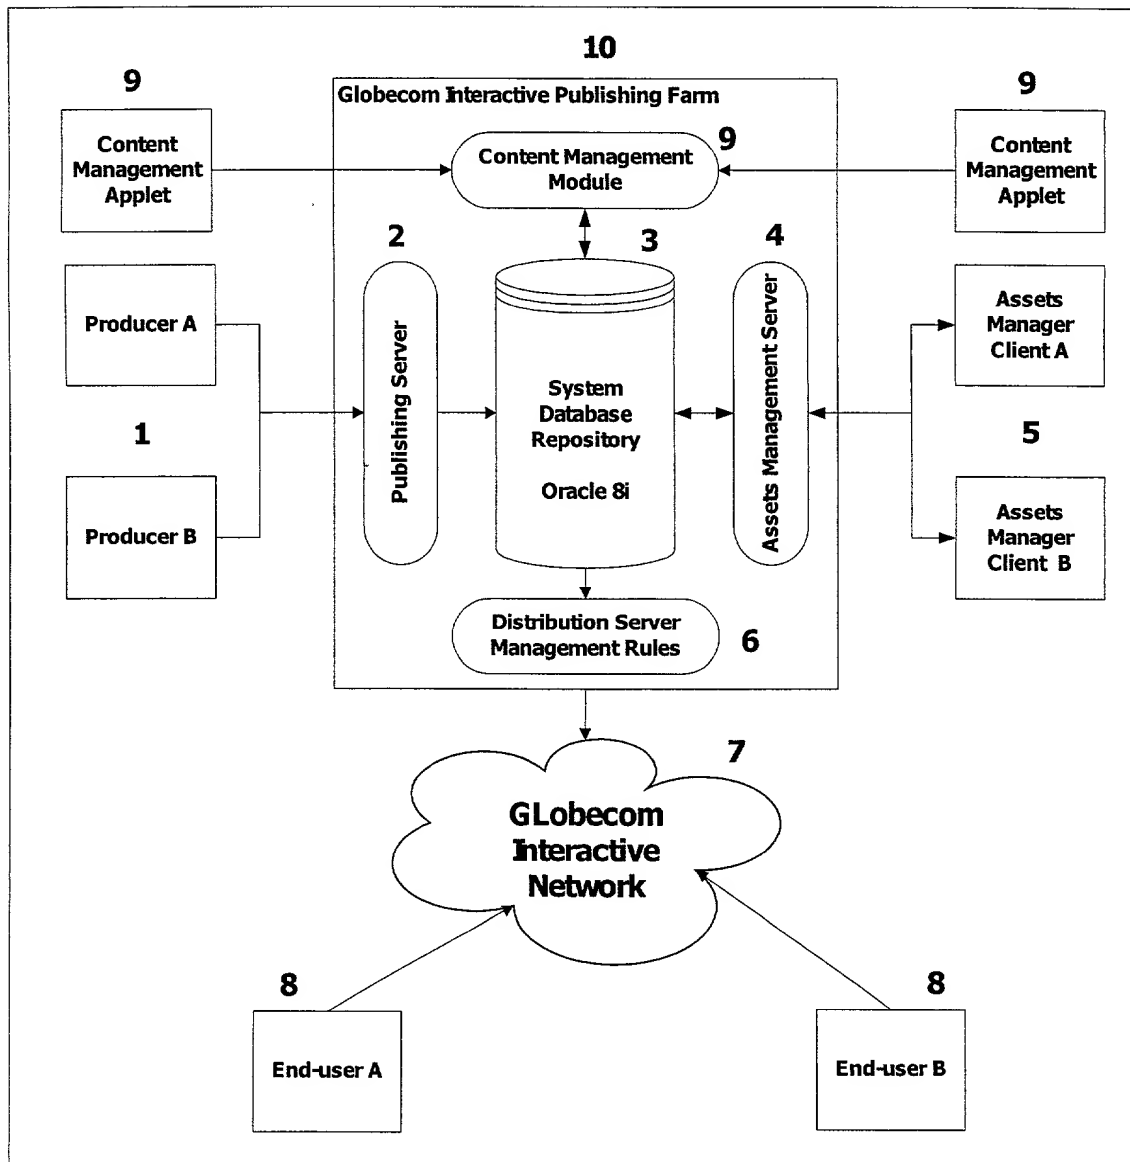 10
9
Globecom Interactive Publishing Farm
9
Content
Management
Applet
9
Content Management
Module
Content
Management
Applet
2
3
4
Producer A
Publishing Server
System
Database
Repository
Oracle 8i
Assets Management Server
Assets
Manager
Client A
1
5
Producer B
Assets
Manager
Client B
Distribution Server
Management Rules
6
7
GLobecom
Interactive
Network
8
8
End-user A
End-user B